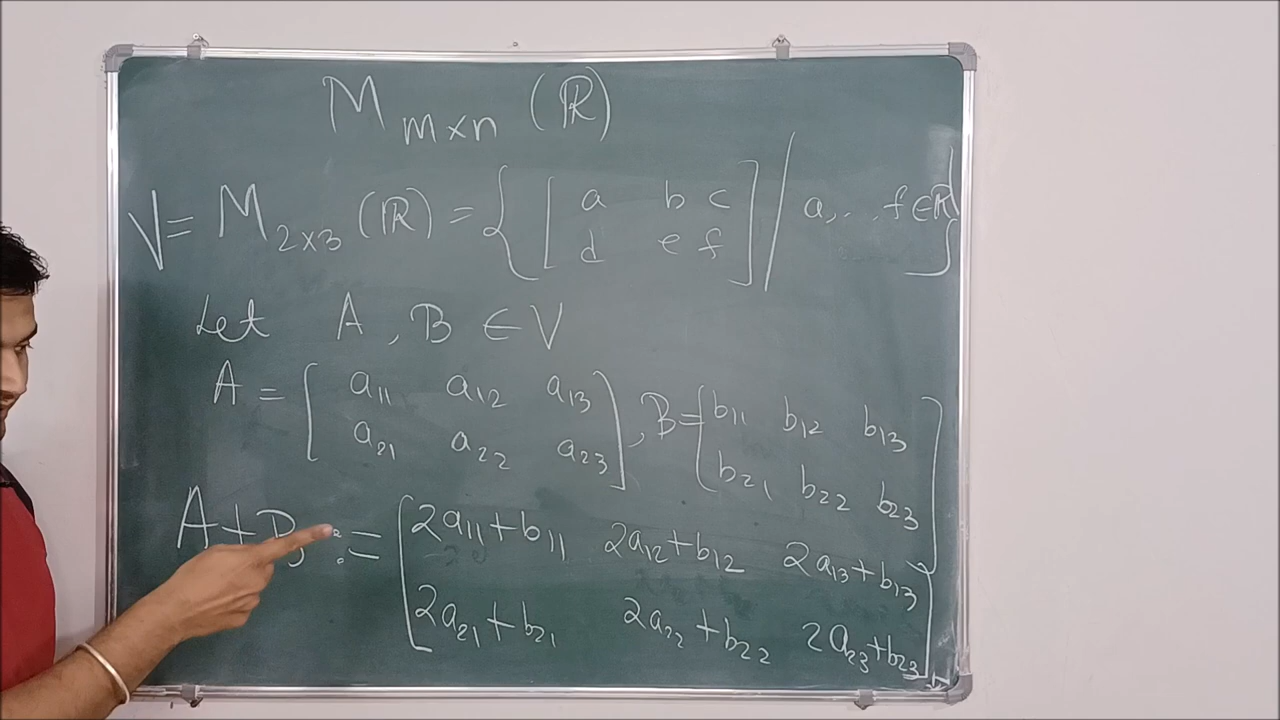 M m×n (ℝ)
V = M 2×3 (ℝ) = { [ a b c / a, . . , f ∈ ℝ }
d e f ]
Let A , B ∈ V
A = [ a11 a12 a13 , B = [ b11 b12 b13
a21 a22 a23 ] b21 b22 b23 ]
A + B := [ 2a11+b11 2a12+b12 2a13+b13
2a21+b21 2a22+b22 2a23+b23 ]